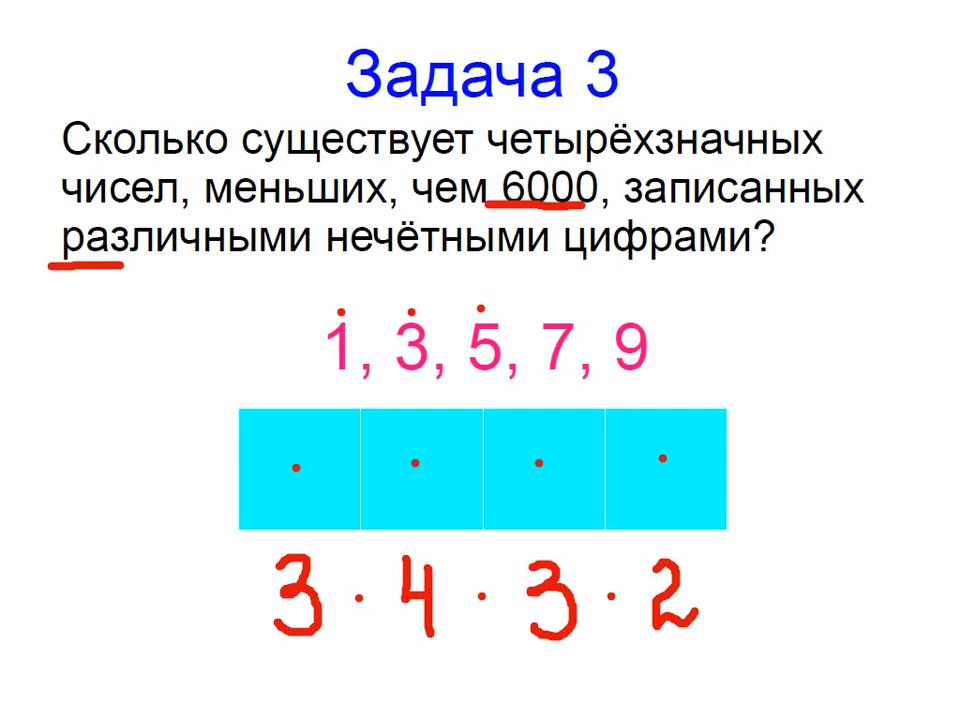 Задача 3
Сколько существует четырёхзначных
чисел, меньших, чем 6000, записанных
различными нечётными цифрами?
1, 3, 5, 7, 9
3 · 4 · 3 · 2